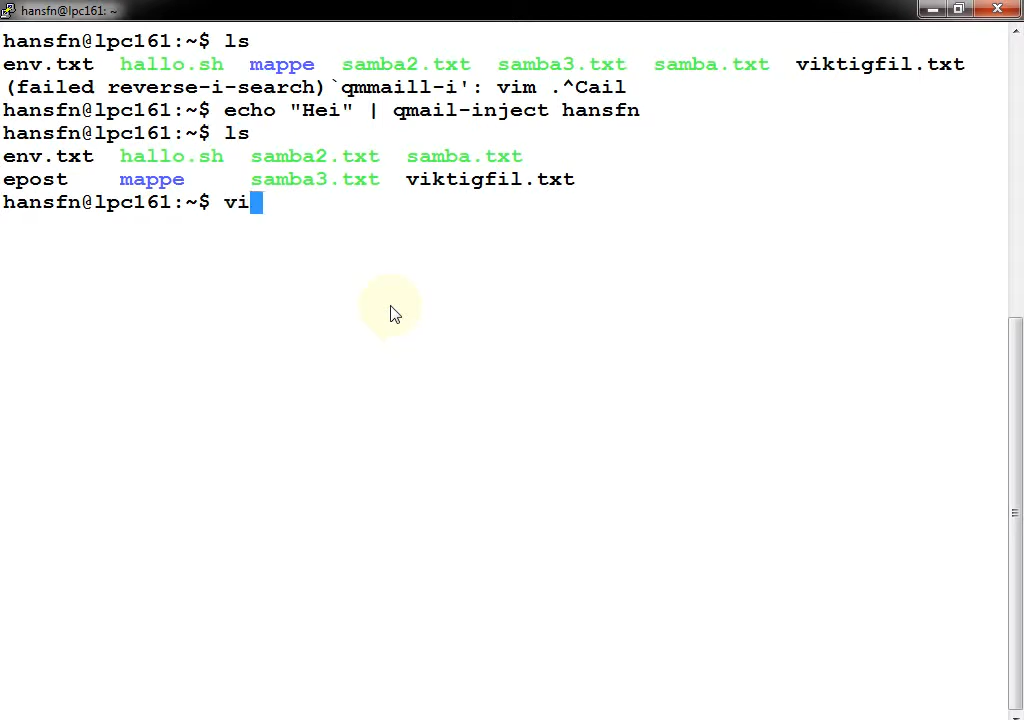 hansfn@lpc161: ~
hansfn@lpc161:~$ ls
env.txt  hallo.sh  mappe  samba2.txt  samba3.txt  samba.txt  viktigfil.txt
(failed reverse-i-search)`qmmaill-i': vim .^Cail
hansfn@lpc161:~$ echo "Hei" | qmail-inject hansfn
hansfn@lpc161:~$ ls
env.txt  hallo.sh  samba2.txt  samba.txt
epost    mappe     samba3.txt  viktigfil.txt
hansfn@lpc161:~$ vi